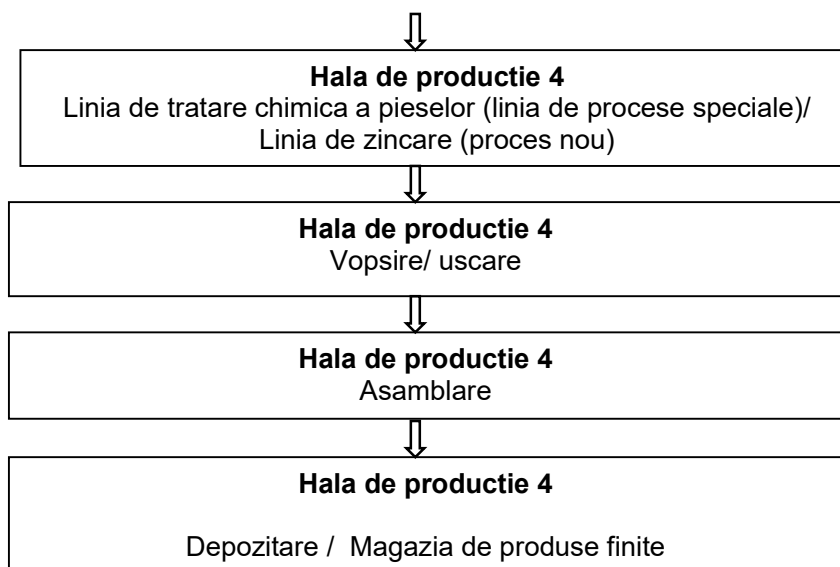 Hala de productie 4
Linia de tratare chimica a pieselor (linia de procese speciale)/
Linia de zincare (proces nou)
Hala de productie 4
Vopsire/ uscare
Hala de productie 4
Asamblare
Hala de productie 4
Depozitare / Magazia de produse finite